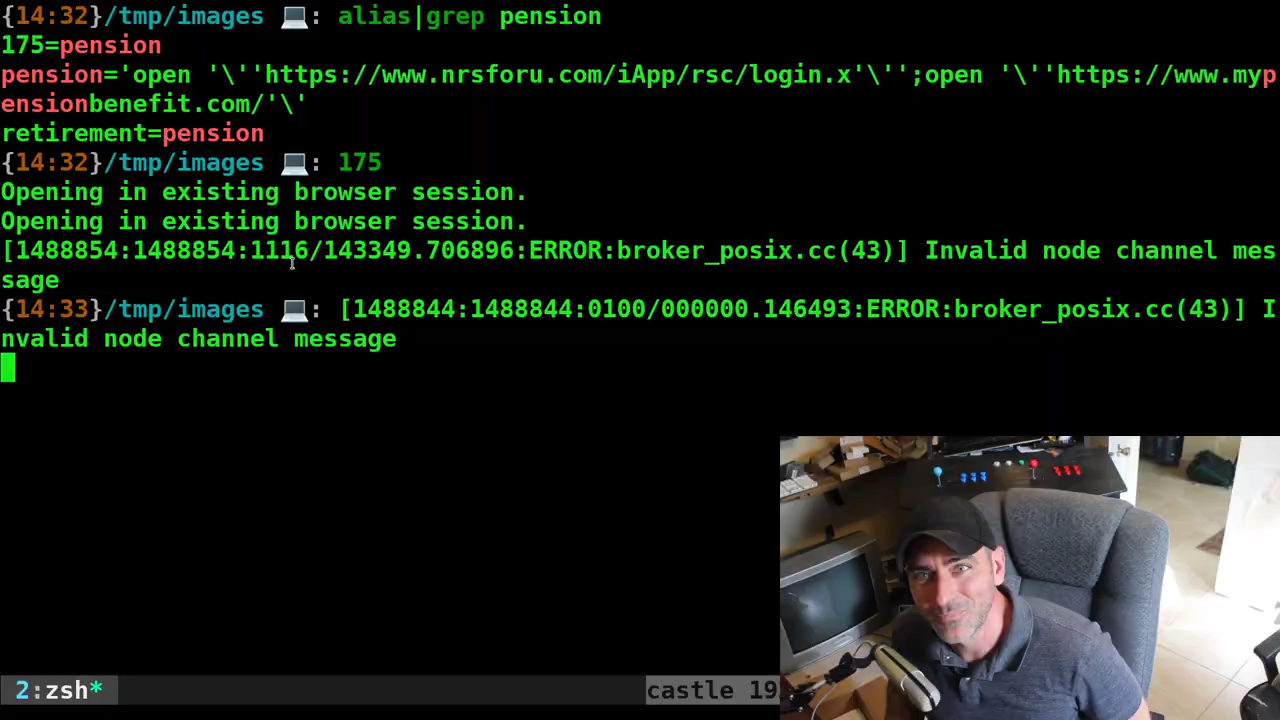 {14:32}/tmp/images 💻: alias|grep pension
175=pension
pension='open '\''https://www.nrsforu.com/iApp/rsc/login.x'\'';open '\''https://www.myp
ensionbenefit.com/'\'
retirement=pension
{14:32}/tmp/images 💻: 175
Opening in existing browser session.
Opening in existing browser session.
[1488854:1488854:1116/143349.706896:ERROR:broker_posix.cc(43)] Invalid node channel mes
sage
{14:33}/tmp/images 💻: [1488844:1488844:0100/000000.146493:ERROR:broker_posix.cc(43)] I
nvalid node channel message
2:zsh* castle 19